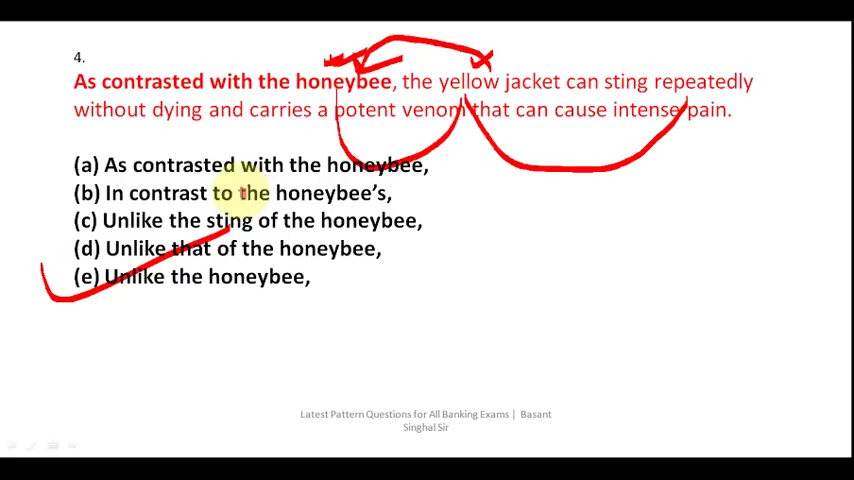 4.
As contrasted with the honeybee, the yellow jacket can sting repeatedly
without dying and carries a potent venom that can cause intense pain.
(a) As contrasted with the honeybee,
(b) In contrast to the honeybee's,
(c) Unlike the sting of the honeybee,
(d) Unlike that of the honeybee,
(e) Unlike the honeybee,
Latest Pattern Questions for All Banking Exams | Basant
Singhal Sir